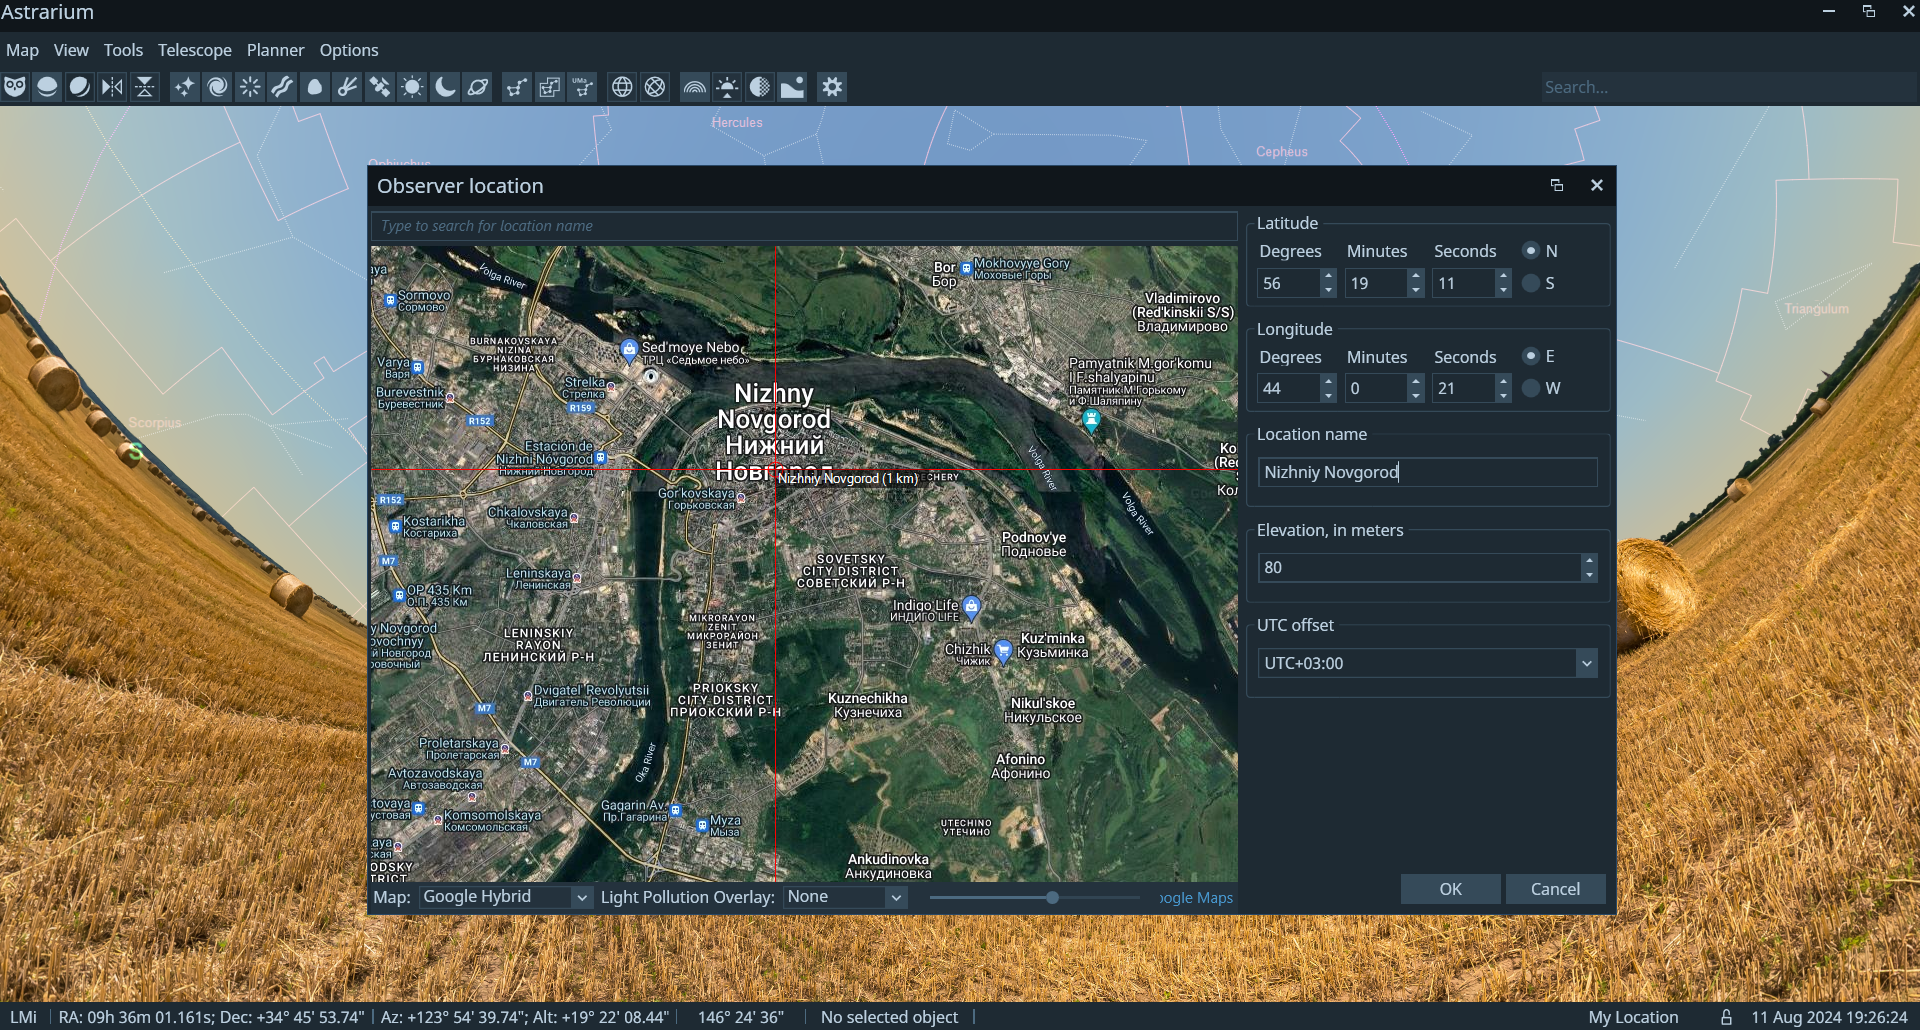 Astrarium
Map View Tools Telescope Planner Options
UMa
Search...
Hercules
Ophiuchus
Cepheus
Triangulum
Scorpius
S
Observer location
Type to search for location name
Volga River
Sormovo
Сормово
Bor
Бор
Mokhovyye Gory
Моховые горы
Vladimirovo
(Red'kinskii S/S)
Владимирово
BURNAKOVSKAYA
NIZINA
БУРНАКОВСКАЯ
НИЗИНА
Sed'moye Nebo
ТРЦ «Седьмое небо»
Varya
Варя
Strelka
Стрелка
Burevestnik
Буревестник
R159
R152
Pamyatnik M.gor'komu
I F.shalyapinu
Памятник М.Горькому
и Ф.Шаляпину
Nizhny
Novgorod
Нижний
Новгород
Nizhniy Novgorod (1 km)
ECHERY
Estación de
Nizhni Nóvgorod
Нижний Новгород
Volga River
Ko
(Red
Кол
R152
Gor'kovskaya
Горьковская
Chkalovskaya
Чкаловская
Kostarikha
Костариха
Volga River
M7
Podnov'ye
Подновье
SOVETSKY
CITY DISTRICT
СОВЕТСКИЙ Р-Н
Leninskaya
Ленинская
OP 435 Km
О.П. 435 Км
Indigo Life
ИНДИГО LIFE
MIKRORAYON
ZENIT
МИКРОРАЙОН
ЗЕНИТ
y Novgorod
ovochnyy
й Новгород
ровочный
LENINSKIY
RAYON
ЛЕНИНСКИЙ Р-Н
Chizhik
Чижик
Kuz'minka
Кузьминка
Dvigatel' Revolyutsii
Двигатель Революции
PRIOKSKY
CITY DISTRICT
ПРИОКСКИЙ Р-Н
Kuznechikha
Кузнечиха
Nikul'skoe
Никульское
M7
Proletarskaya
Пролетарская
M7
Oka River
Afonino
Афонино
Avtozavodskaya
Автозаводская
tovaya
устовая
Komsomolskaya
Комсомольская
Gagarin Av.
Пр.Гагарина
Myza
Мыза
UTECHINO
УТЕЧИНО
aya
ская
ODSKY
TRICT
Ankudinovka
Анкудиновка
Map: Google Hybrid Light Pollution Overlay: None oogle Maps
Latitude
Degrees Minutes Seconds N
56 19 11 S
Longitude
Degrees Minutes Seconds E
44 0 21 W
Location name
Nizhniy Novgorod
Elevation, in meters
80
UTC offset
UTC+03:00
OK Cancel
LMi RA: 09h 36m 01.161s; Dec: +34° 45' 53.74" Az: +123° 54' 39.74"; Alt: +19° 22' 08.44" 146° 24' 36" No selected object My Location 11 Aug 2024 19:26:24